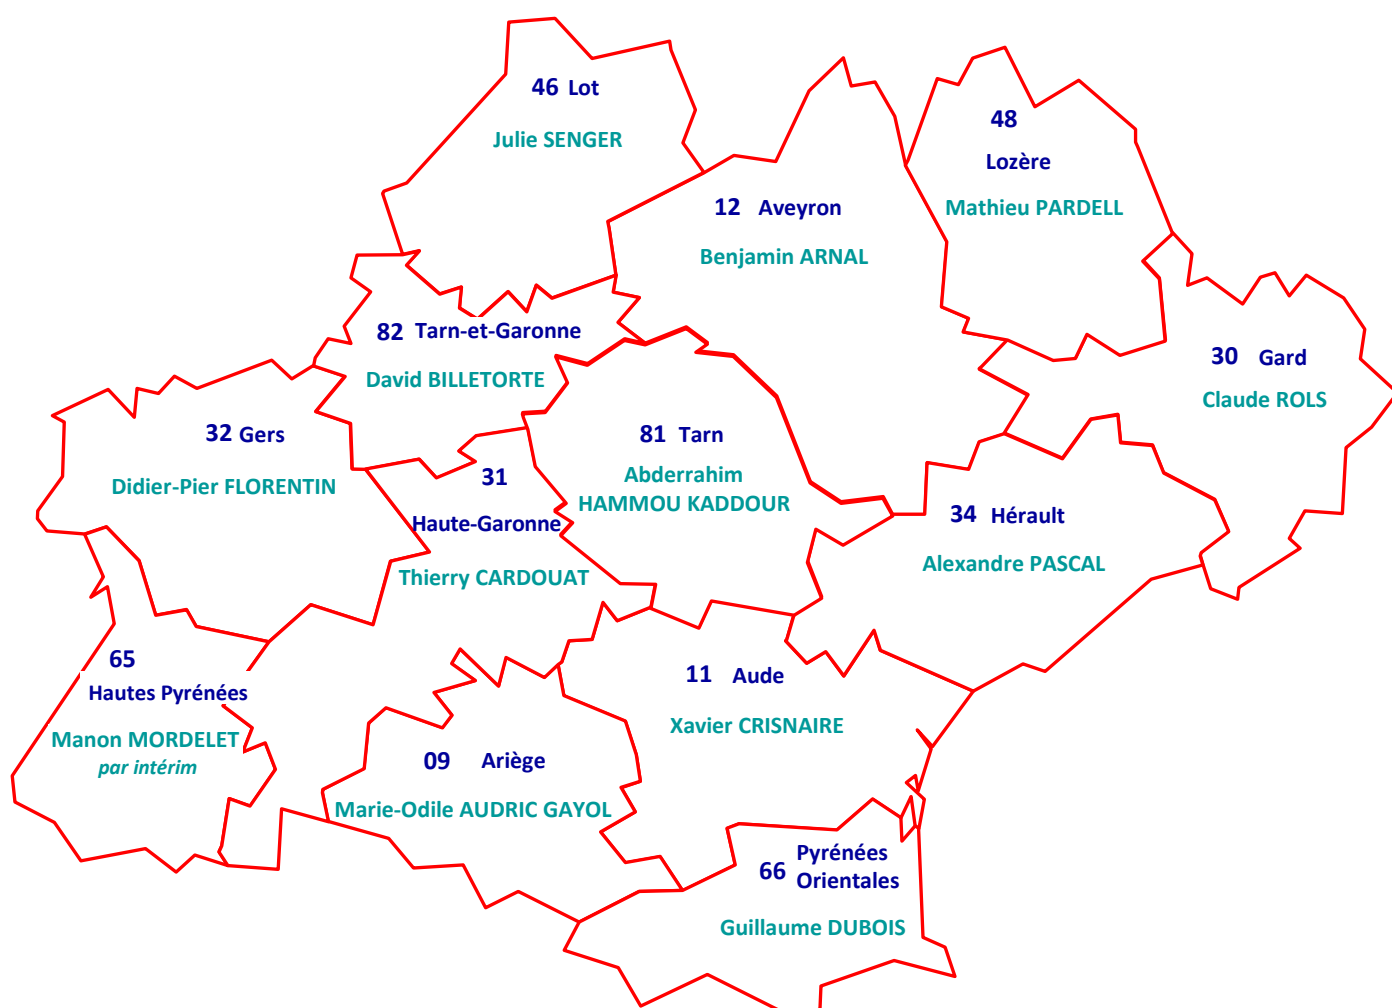 46 Lot
Julie SENGER
48
Lozère
Mathieu PARDELL
12 Aveyron
Benjamin ARNAL
82 Tarn-et-Garonne
David BILLETORTE
30 Gard
Claude ROLS
32 Gers
Didier-Pier FLORENTIN
81 Tarn
Abderrahim
HAMMOU KADDOUR
31
Haute-Garonne
Thierry CARDOUAT
34 Hérault
Alexandre PASCAL
65
Hautes Pyrénées
Manon MORDELET
par intérim
11 Aude
Xavier CRISNAIRE
09 Ariège
Marie-Odile AUDRIC GAYOL
66 Pyrénées
Orientales
Guillaume DUBOIS